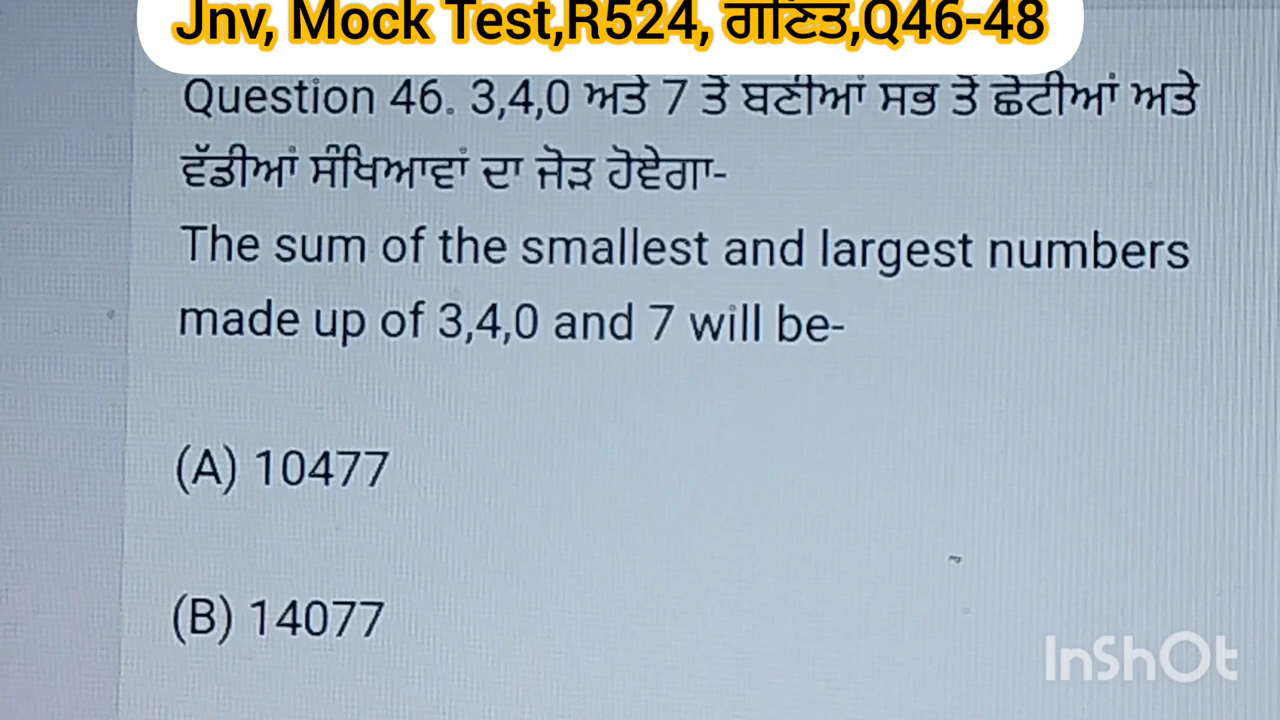 Jnv, Mock Test,R524, ਗਣਿਤ,Q46-48
Question 46. 3,4,0 ਅਤੇ 7 ਤੋਂ ਬਣੀਆਂ ਸਭ ਤੋਂ ਛੋਟੀਆਂ ਅਤੇ
ਵੱਡੀਆਂ ਸੰਖਿਆਵਾਂ ਦਾ ਜੋੜ ਹੋਵੇਗਾ-
The sum of the smallest and largest numbers
made up of 3,4,0 and 7 will be-
(A) 10477
(B) 14077
InShOt